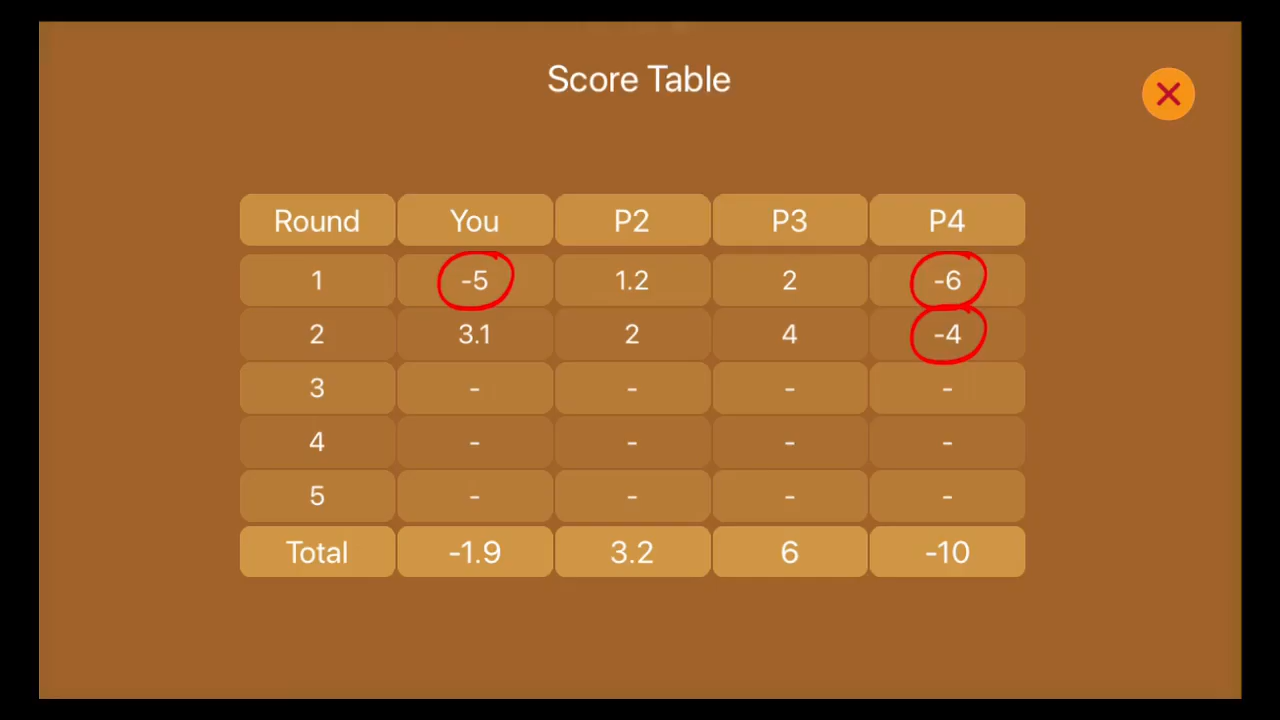 Score Table
Round You P2 P3 P4
1 -5 1.2 2 -6
2 3.1 2 4 -4
3 - - - -
4 - - - -
5 - - - -
Total -1.9 3.2 6 -10